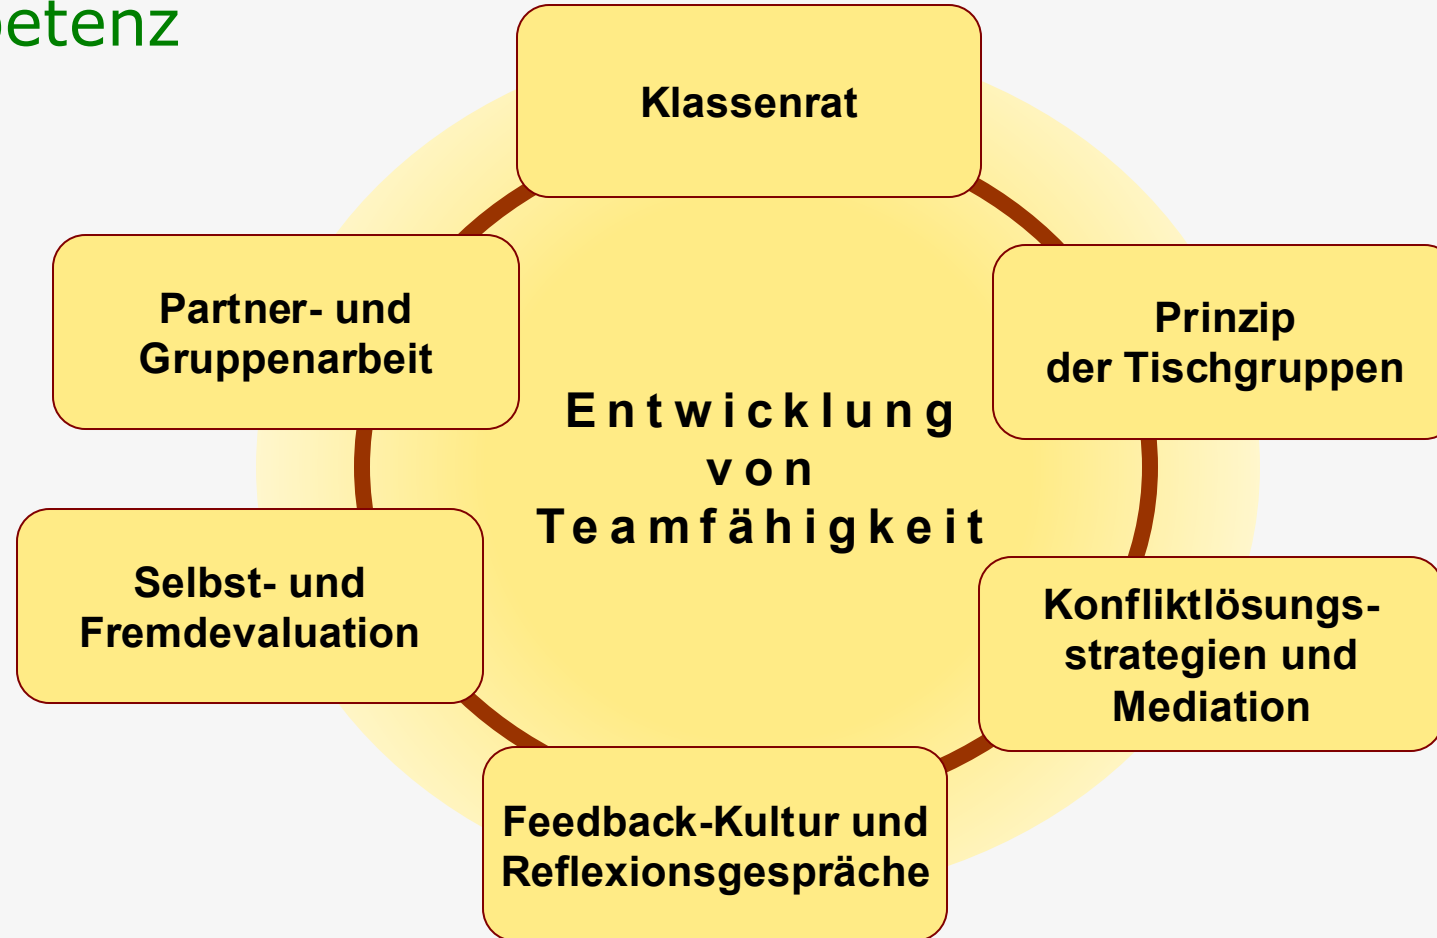 petenz
Klassenrat
Partner- und
Gruppenarbeit
Prinzip
der Tischgruppen
Entwicklung
von
Teamfähigkeit
Selbst- und
Fremdevaluation
Konfliktlösungs-
strategien und
Mediation
Feedback-Kultur und
Reflexionsgespräche